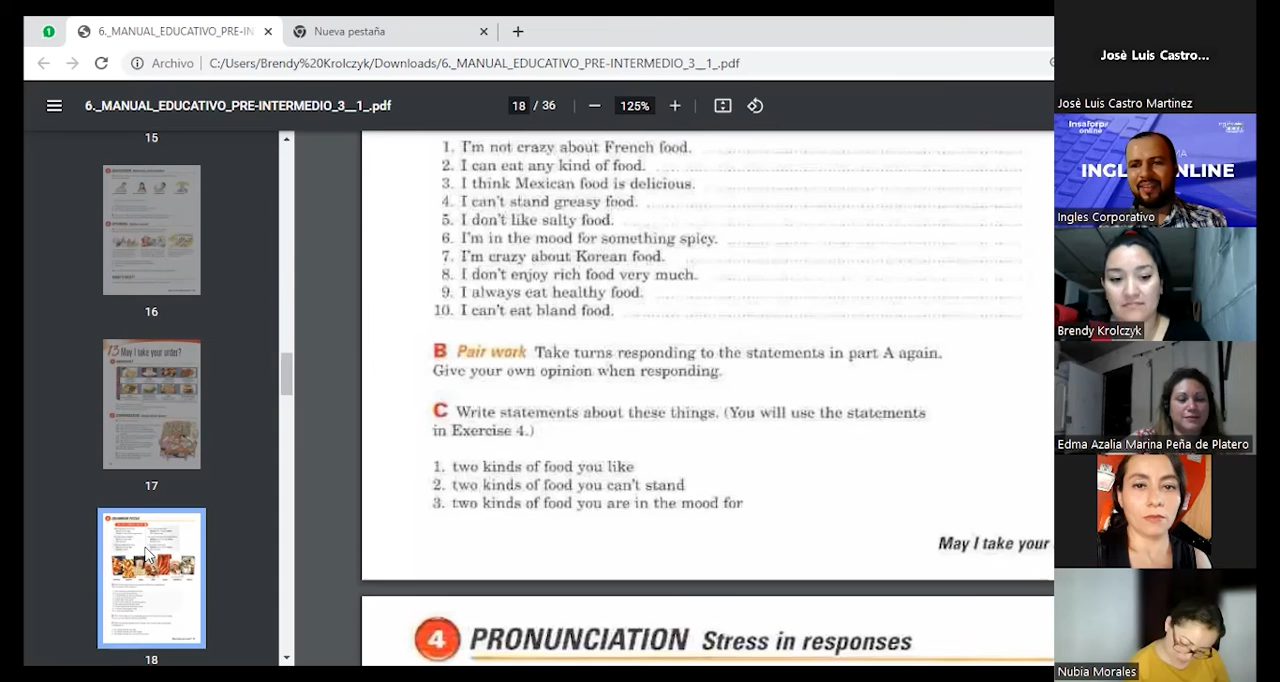 6._MANUAL_EDUCATIVO_PRE-IN
Nueva pestaña
Archivo
C:/Users/Brendy%20Krolczyk/Downloads/6._MANUAL_EDUCATIVO_PRE-INTERMEDIO_3__1_.pdf
6._MANUAL_EDUCATIVO_PRE-INTERMEDIO_3__1_.pdf
18 / 36
125%
15
16
13 May I take your order?
17
18
1. I'm not crazy about French food.
2. I can eat any kind of food.
3. I think Mexican food is delicious.
4. I can't stand greasy food.
5. I don't like salty food.
6. I'm in the mood for something spicy.
7. I'm crazy about Korean food.
8. I don't enjoy rich food very much.
9. I always eat healthy food.
10. I can't eat bland food.
B Pair work Take turns responding to the statements in part A again.
Give your own opinion when responding.
C Write statements about these things. (You will use the statements
in Exercise 4.)
1. two kinds of food you like
2. two kinds of food you can't stand
3. two kinds of food you are in the mood for
May I take your
4 PRONUNCIATION Stress in responses
Josè Luis Castro...
Josè Luis Castro Martinez
Insaforp
online
INGL
NLINE
Ingles Corporativo
Brendy Krolczyk
Edma Azalia Marina Peña de Platero
Nubia Morales